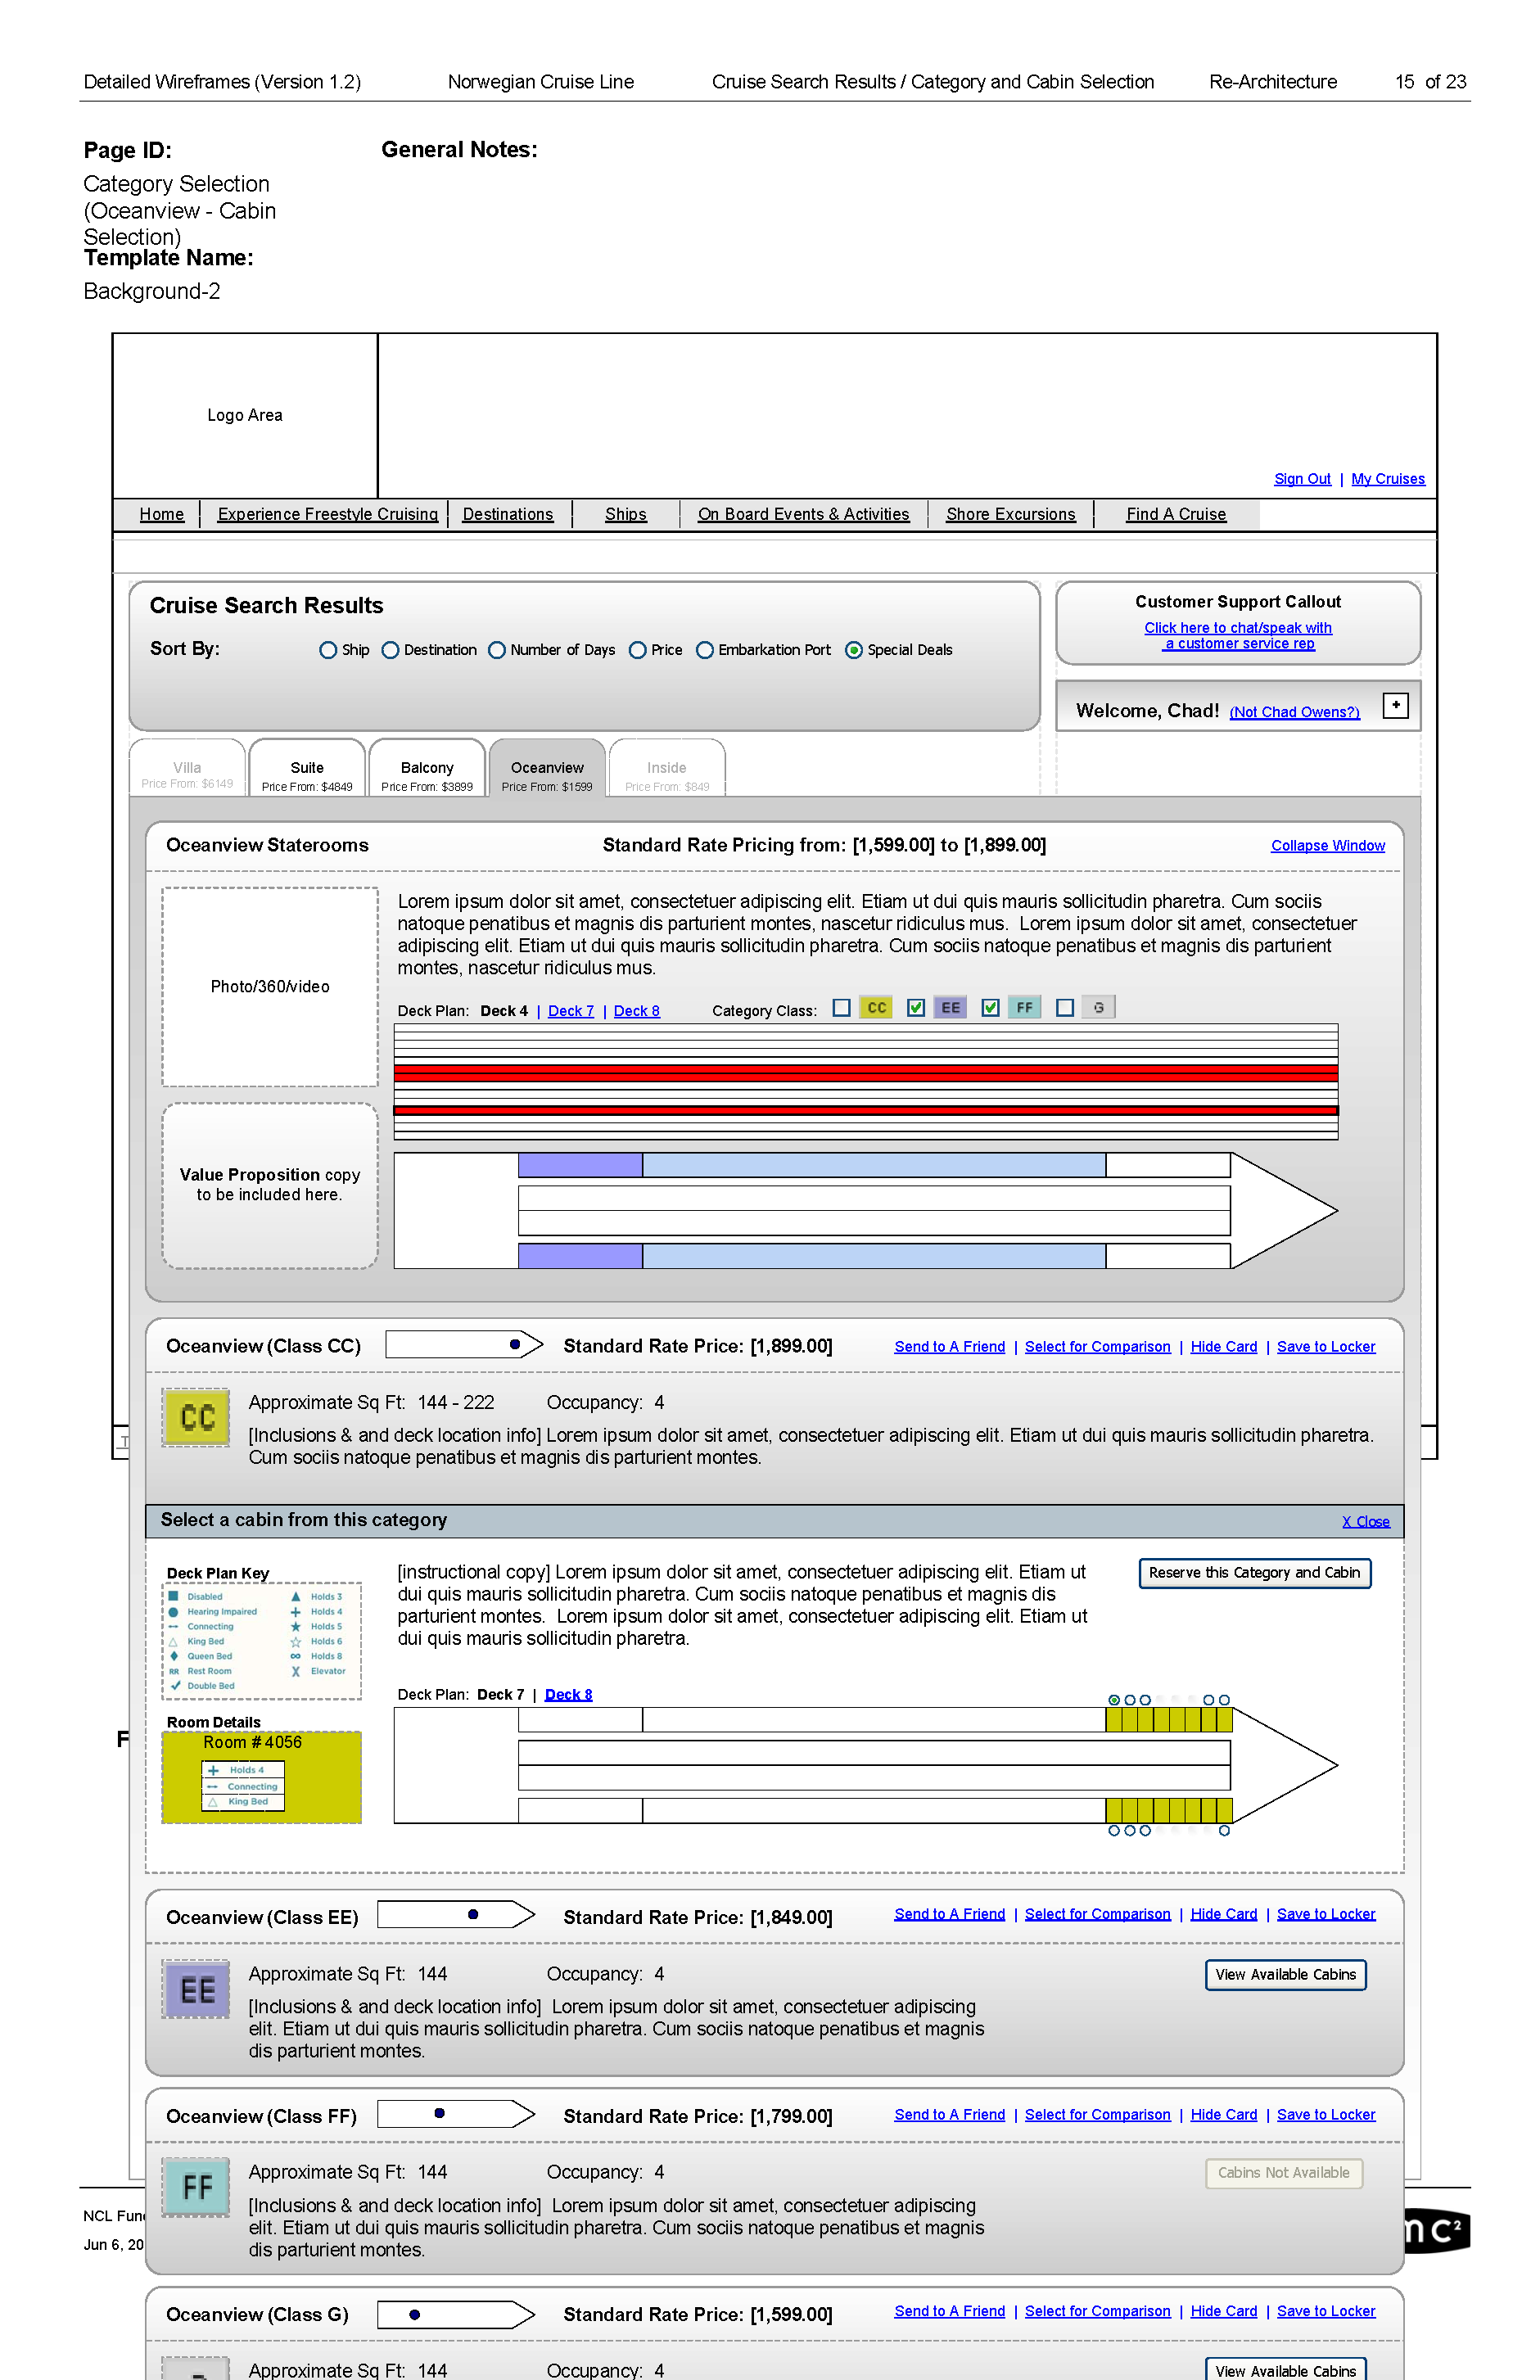 Detailed Wireframes (Version 1.2) Norwegian Cruise Line Cruise Search Results / Category and Cabin Selection Re-Architecture 15 of 23
Page ID:
General Notes:
Category Selection
(Oceanview - Cabin
Selection)
Template Name:
Background-2
Logo Area
Sign Out | My Cruises
Home Experience Freestyle Cruising Destinations Ships On Board Events & Activities Shore Excursions Find A Cruise
Cruise Search Results
Sort By: Ship Destination Number of Days Price Embarkation Port Special Deals
Customer Support Callout
Click here to chat/speak with
a customer service rep
Welcome, Chad! (Not Chad Owens?) +
Villa
Price From: $6149
Suite
Price From: $4849
Balcony
Price From: $3899
Oceanview
Price From: $1599
Inside
Price From: $849
Oceanview Staterooms Standard Rate Pricing from: [1,599.00] to [1,899.00] Collapse Window
Photo/360/video
Lorem ipsum dolor sit amet, consectetuer adipiscing elit. Etiam ut dui quis mauris sollicitudin pharetra. Cum sociis
natoque penatibus et magnis dis parturient montes, nascetur ridiculus mus. Lorem ipsum dolor sit amet, consectetuer
adipiscing elit. Etiam ut dui quis mauris sollicitudin pharetra. Cum sociis natoque penatibus et magnis dis parturient
montes, nascetur ridiculus mus.
Deck Plan: Deck 4 | Deck 7 | Deck 8 Category Class: CC EE FF G
Value Proposition copy
to be included here.
Oceanview (Class CC) Standard Rate Price: [1,899.00] Send to A Friend | Select for Comparison | Hide Card | Save to Locker
CC
Approximate Sq Ft: 144 - 222 Occupancy: 4
[Inclusions & and deck location info] Lorem ipsum dolor sit amet, consectetuer adipiscing elit. Etiam ut dui quis mauris sollicitudin pharetra.
Cum sociis natoque penatibus et magnis dis parturient montes.
T
Select a cabin from this category X Close
Deck Plan Key
Disabled Holds 3
Hearing Impaired Holds 4
Connecting Holds 5
King Bed Holds 6
Queen Bed Holds 8
RR Rest Room Elevator
Double Bed
[instructional copy] Lorem ipsum dolor sit amet, consectetuer adipiscing elit. Etiam ut
dui quis mauris sollicitudin pharetra. Cum sociis natoque penatibus et magnis dis
parturient montes. Lorem ipsum dolor sit amet, consectetuer adipiscing elit. Etiam ut
dui quis mauris sollicitudin pharetra.
Reserve this Category and Cabin
Deck Plan: Deck 7 | Deck 8
Room Details
Room # 4056
Holds 4
Connecting
King Bed
F
Oceanview (Class EE) Standard Rate Price: [1,849.00] Send to A Friend | Select for Comparison | Hide Card | Save to Locker
EE
Approximate Sq Ft: 144 Occupancy: 4
View Available Cabins
[Inclusions & and deck location info] Lorem ipsum dolor sit amet, consectetuer adipiscing
elit. Etiam ut dui quis mauris sollicitudin pharetra. Cum sociis natoque penatibus et magnis
dis parturient montes.
Oceanview (Class FF) Standard Rate Price: [1,799.00] Send to A Friend | Select for Comparison | Hide Card | Save to Locker
FF
Approximate Sq Ft: 144 Occupancy: 4
Cabins Not Available
[Inclusions & and deck location info] Lorem ipsum dolor sit amet, consectetuer adipiscing
elit. Etiam ut dui quis mauris sollicitudin pharetra. Cum sociis natoque penatibus et magnis
dis parturient montes.
NCL Fun
Jun 6, 20
mc²
Oceanview (Class G) Standard Rate Price: [1,599.00] Send to A Friend | Select for Comparison | Hide Card | Save to Locker
Approximate Sq Ft: 144 Occupancy: 4
View Available Cabins